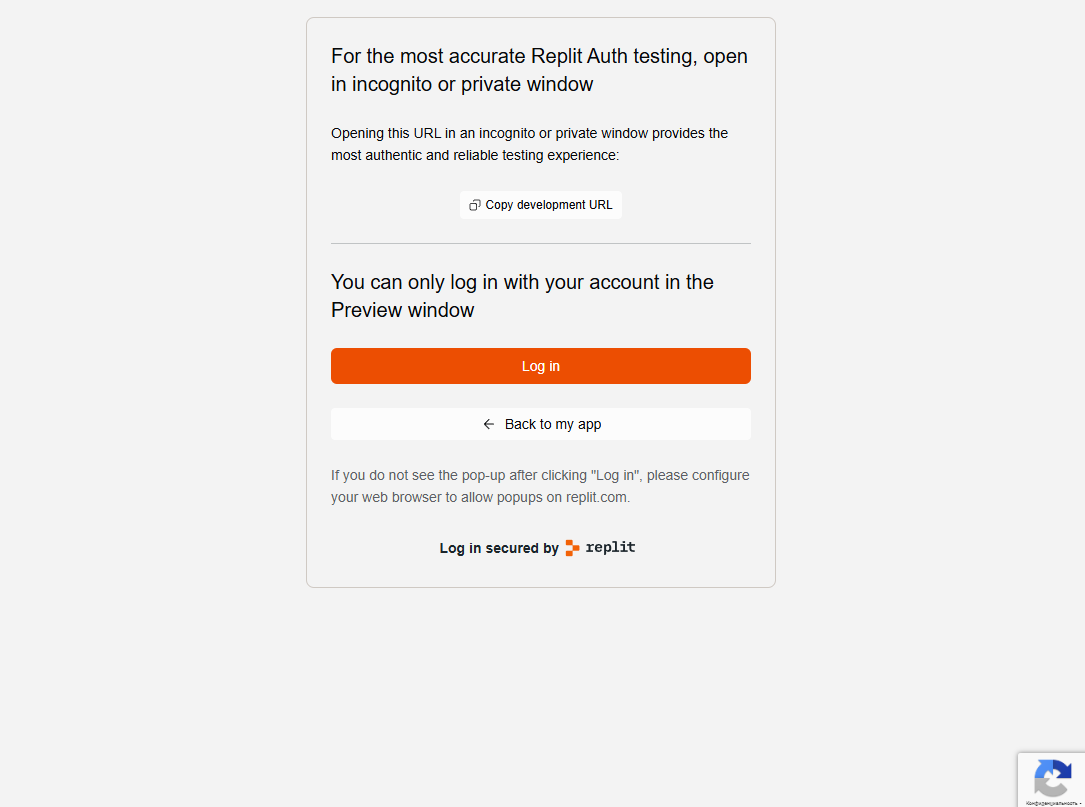 For the most accurate Replit Auth testing, open
in incognito or private window
Opening this URL in an incognito or private window provides the
most authentic and reliable testing experience:
Copy development URL
You can only log in with your account in the
Preview window
Log in
Back to my app
If you do not see the pop-up after clicking "Log in", please configure
your web browser to allow popups on replit.com.
Log in secured by replit
Конфиденциальность -